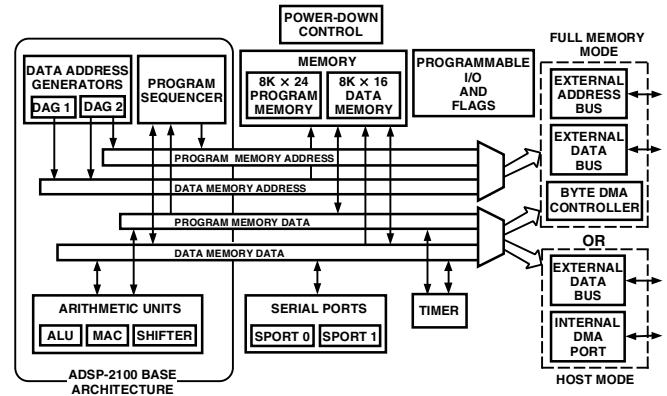 POWER-DOWN
CONTROL
FULL MEMORY
MODE
DATA ADDRESS
GENERATORS
DAG 1
DAG 2
PROGRAM
SEQUENCER
MEMORY
8K × 24
PROGRAM
MEMORY
8K × 16
DATA
MEMORY
PROGRAMMABLE
I/O
AND
FLAGS
EXTERNAL
ADDRESS
BUS
EXTERNAL
DATA
BUS
BYTE DMA
CONTROLLER
PROGRAM MEMORY ADDRESS
DATA MEMORY ADDRESS
PROGRAM MEMORY DATA
DATA MEMORY DATA
OR
EXTERNAL
DATA
BUS
INTERNAL
DMA
PORT
HOST MODE
ARITHMETIC UNITS
ALU
MAC
SHIFTER
SERIAL PORTS
SPORT 0
SPORT 1
TIMER
ADSP-2100 BASE
ARCHITECTURE